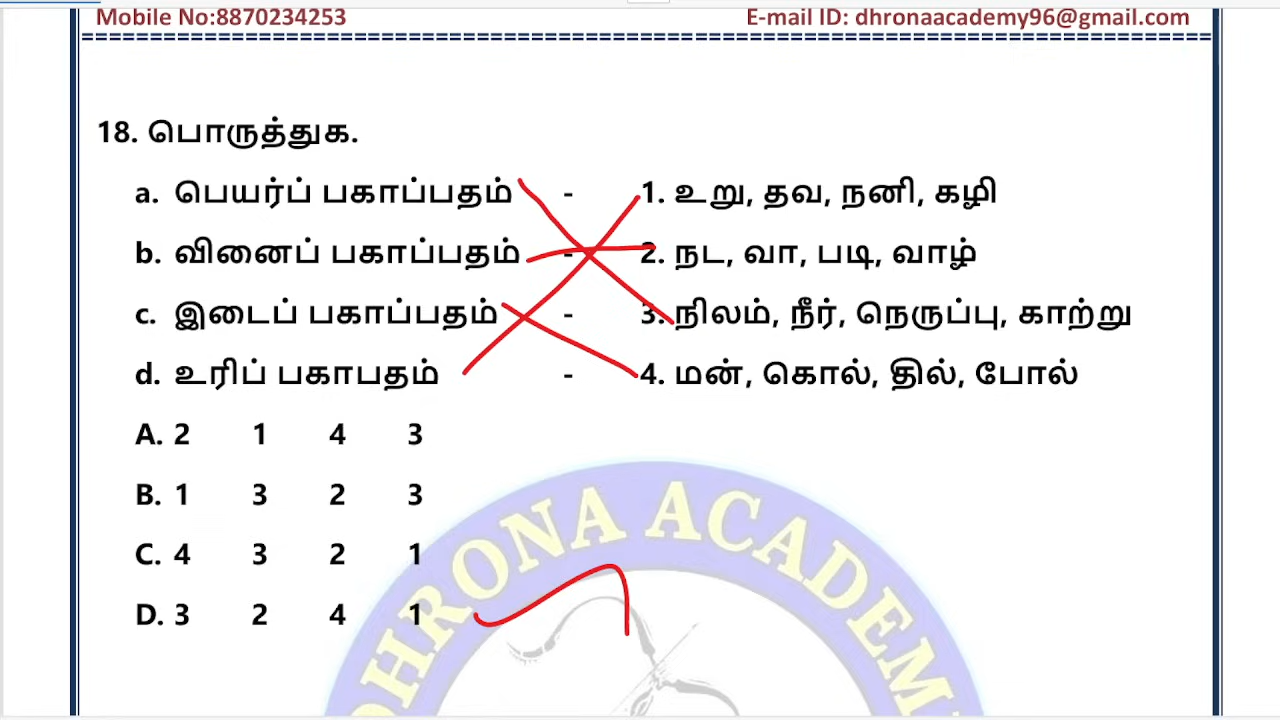 Mobile No:8870234253 E-mail ID: dhronaacademy96@gmail.com
18. பொருத்துக.
a. பெயர்ப் பகாப்பதம் - 1. உறு, தவ, நனி, கழி
b. வினைப் பகாப்பதம் - 2. நட, வா, படி, வாழ்
c. இடைப் பகாப்பதம் - 3. நிலம், நீர், நெருப்பு, காற்று
d. உரிப் பகாபதம் - 4. மன், கொல், தில், போல்
A. 2 1 4 3
B. 1 3 2 3
C. 4 3 2 1
D. 3 2 4 1
DHRONA ACADEMY